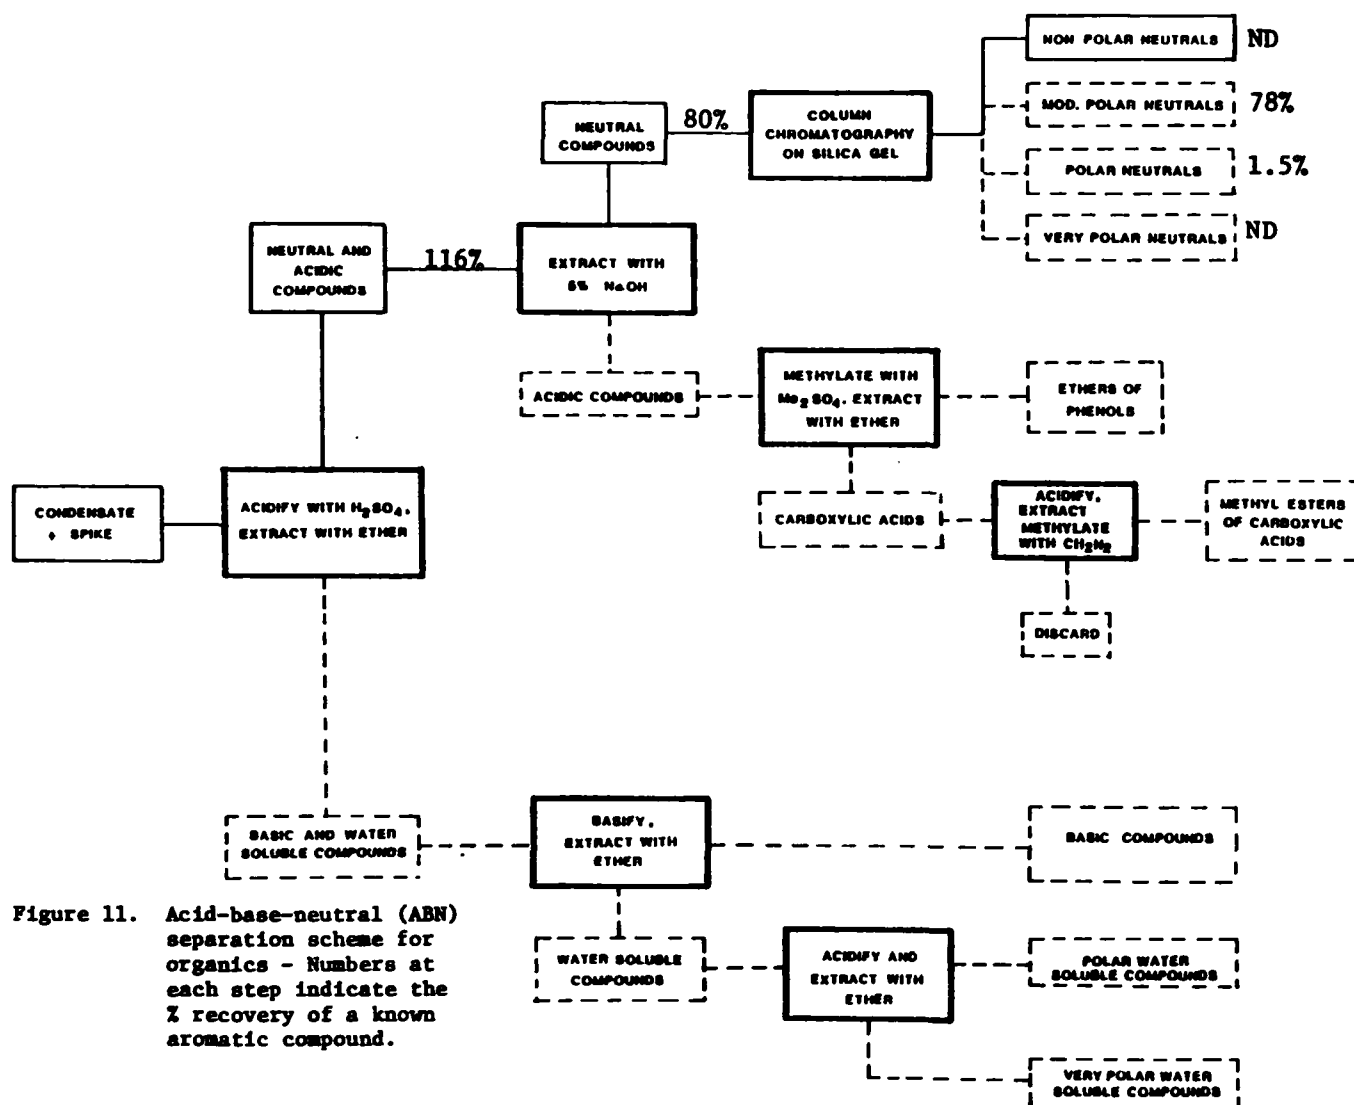 NON POLAR NEUTRALS ND
MOD. POLAR NEUTRALS 78%
POLAR NEUTRALS 1.5%
VERY POLAR NEUTRALS ND
COLUMN
CHROMATOGRAPHY
ON SILICA GEL
80%
NEUTRAL
COMPOUNDS
NEUTRAL AND
ACIDIC
COMPOUNDS
116%
EXTRACT WITH
5% NaOH
ACIDIC COMPOUNDS
METHYLATE WITH
Me2SO4. EXTRACT
WITH ETHER
ETHERS OF
PHENOLS
CONDENSATE
+ SPIKE
ACIDIFY WITH H2SO4.
EXTRACT WITH ETHER
CARBOXYLIC ACIDS
ACIDIFY,
EXTRACT
METHYLATE
WITH CH2N2
METHYL ESTERS
OF CARBOXYLIC
ACIDS
DISCARD
BASIC AND WATER
SOLUBLE COMPOUNDS
BASIFY,
EXTRACT WITH
ETHER
BASIC COMPOUNDS
WATER SOLUBLE
COMPOUNDS
ACIDIFY AND
EXTRACT WITH
ETHER
POLAR WATER
SOLUBLE COMPOUNDS
VERY POLAR WATER
SOLUBLE COMPOUNDS
Figure 11. Acid-base-neutral (ABN)
separation scheme for
organics - Numbers at
each step indicate the
% recovery of a known
aromatic compound.